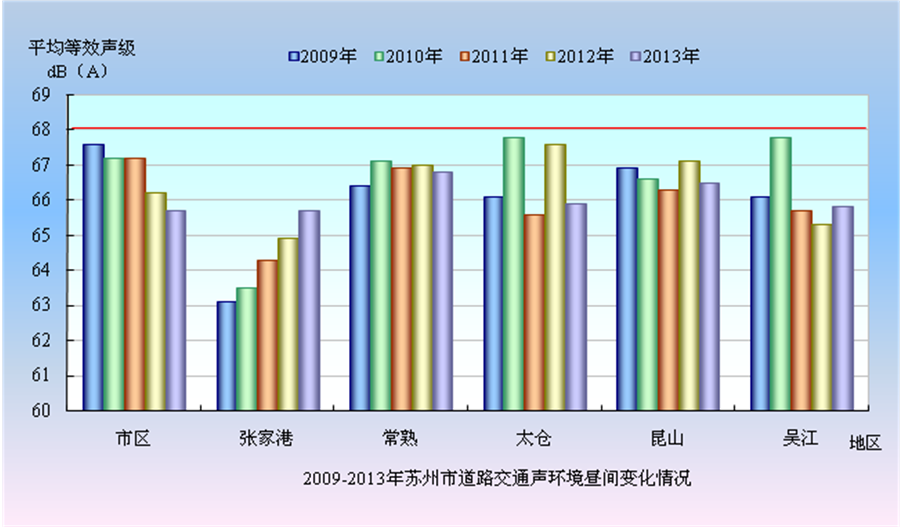 平均等效声级
dB（A）
2009年 2010年 2011年 2012年 2013年
69
68
67
66
65
64
63
62
61
60
市区 张家港 常熟 太仓 昆山 吴江 地区
2009-2013年苏州市道路交通声环境昼间变化情况